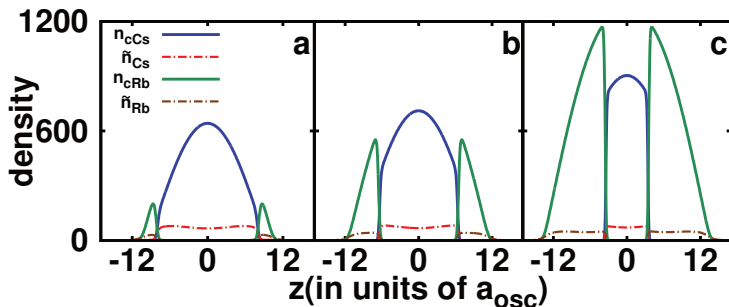 1200
600
0
density
n_cCs
ñ_Cs
n_cRb
ñ_Rb
a
b
c
-12 0 12
-12 0 12
-12 0 12
z(in units of a_osc)